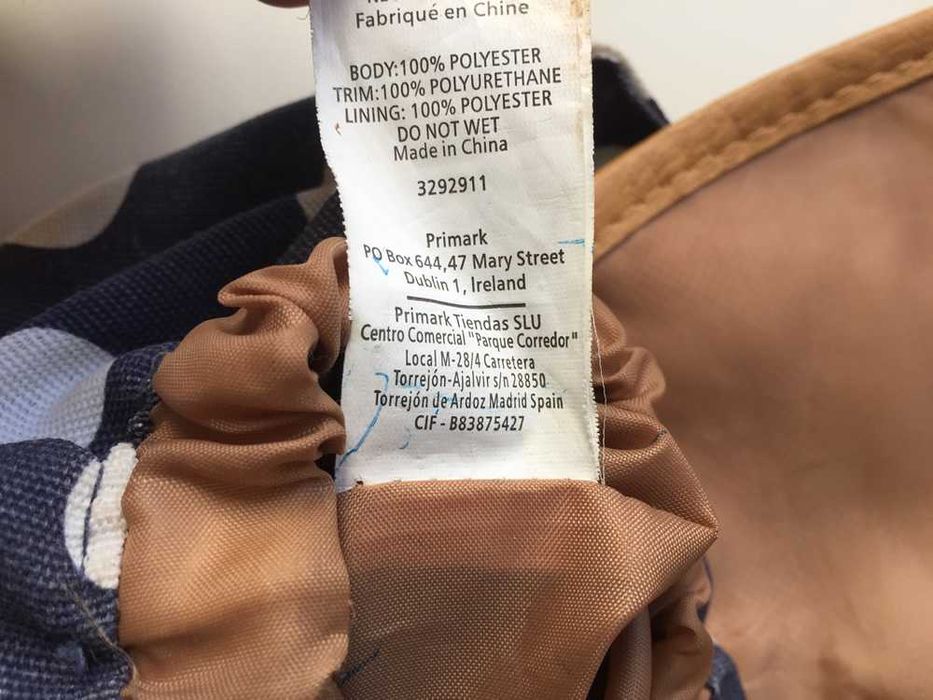 Fabriqué en Chine
BODY:100% POLYESTER
TRIM:100% POLYURETHANE
LINING: 100% POLYESTER
DO NOT WET
Made in China
3292911
Primark
PO Box 644,47 Mary Street
Dublin 1, Ireland
Primark Tiendas SLU
Centro Comercial "Parque Corredor"
Local M-28/4 Carretera
Torrejón-Ajalvir s/n 28850
Torrejón de Ardoz Madrid Spain
CIF - B83875427